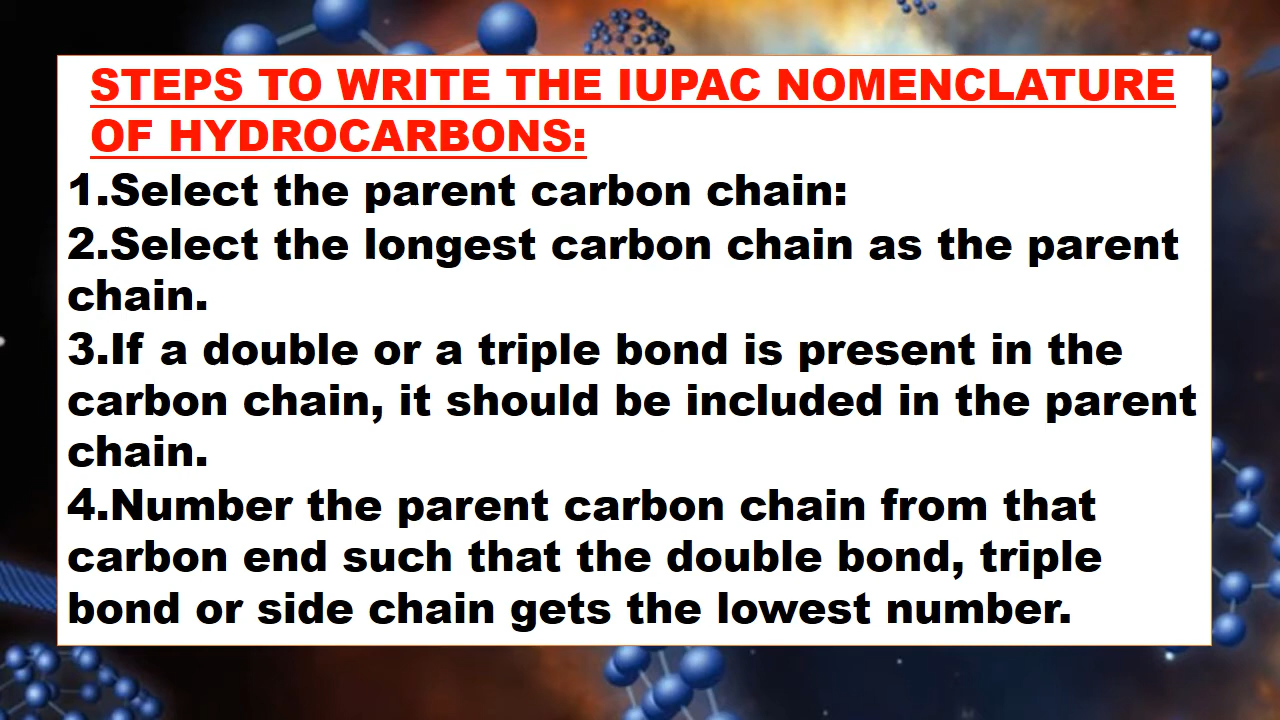 STEPS TO WRITE THE IUPAC NOMENCLATURE
OF HYDROCARBONS:
1.Select the parent carbon chain:
2.Select the longest carbon chain as the parent
chain.
3.If a double or a triple bond is present in the
carbon chain, it should be included in the parent
chain.
4.Number the parent carbon chain from that
carbon end such that the double bond, triple
bond or side chain gets the lowest number.